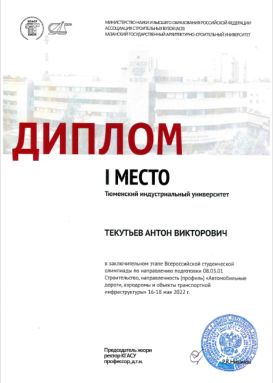 МИНИСТЕРСТВО НАУКИ И ВЫСШЕГО ОБРАЗОВАНИЯ РОССИЙСКОЙ ФЕДЕРАЦИИ
АССОЦИАЦИЯ СТРОИТЕЛЬНЫХ ВУЗОВ (АСВ)
КАЗАНСКИЙ ГОСУДАРСТВЕННЫЙ АРХИТЕКТУРНО-СТРОИТЕЛЬНЫЙ УНИВЕРСИТЕТ
ДИПЛОМ
I МЕСТО
Тюменский индустриальный университет
ТЕКУТЬЕВ АНТОН ВИКТОРОВИЧ
в заключительном этапе Всероссийской студенческой
олимпиады по направлению подготовки 08.03.01
Строительство, направленность (профиль) «Автомобильные
дороги, аэродромы и объекты транспортной
инфраструктуры» 16-18 мая 2022 г.
Председатель жюри
ректор КГАСУ
профессор, д.т.н.